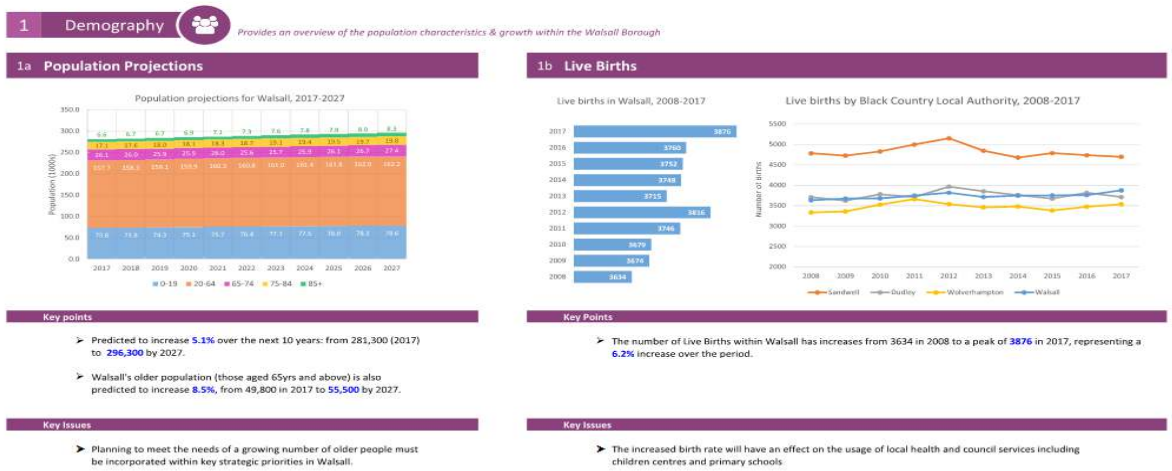 1 Demography
Provides an overview of the population characteristics & growth within the Walsall Borough
1a Population Projections
Population projections for Walsall, 2017-2027
Population (1000s)
350.0
300.0
250.0
200.0
150.0
100.0
50.0
0.0
2017 2018 2019 2020 2021 2022 2023 2024 2025 2026 2027
0-19 20-64 65-74 75-84 85+
Key points
Predicted to increase 5.1% over the next 10 years: from 281,300 (2017)
to 296,300 by 2027.
Walsall's older population (those aged 65yrs and above) is also
predicted to increase 8.5%, from 49,800 in 2017 to 55,500 by 2027.
Key Issues
Planning to meet the needs of a growing number of older people must
be incorporated within key strategic priorities in Walsall.
1b Live Births
Live births in Walsall, 2008-2017
2017 3876
2016 3760
2015 3752
2014 3748
2013 3715
2012 3816
2011 3746
2010 3679
2009 3674
2008 3634
Live births by Black Country Local Authority, 2008-2017
Number of Births
5500
5000
4500
4000
3500
3000
2500
2000
2008 2009 2010 2011 2012 2013 2014 2015 2016 2017
Sandwell Dudley Wolverhampton Walsall
Key Points
The number of Live Births within Walsall has increases from 3634 in 2008 to a peak of 3876 in 2017, representing a
6.2% increase over the period.
Key Issues
The increased birth rate will have an effect on the usage of local health and council services including
children centres and primary schools